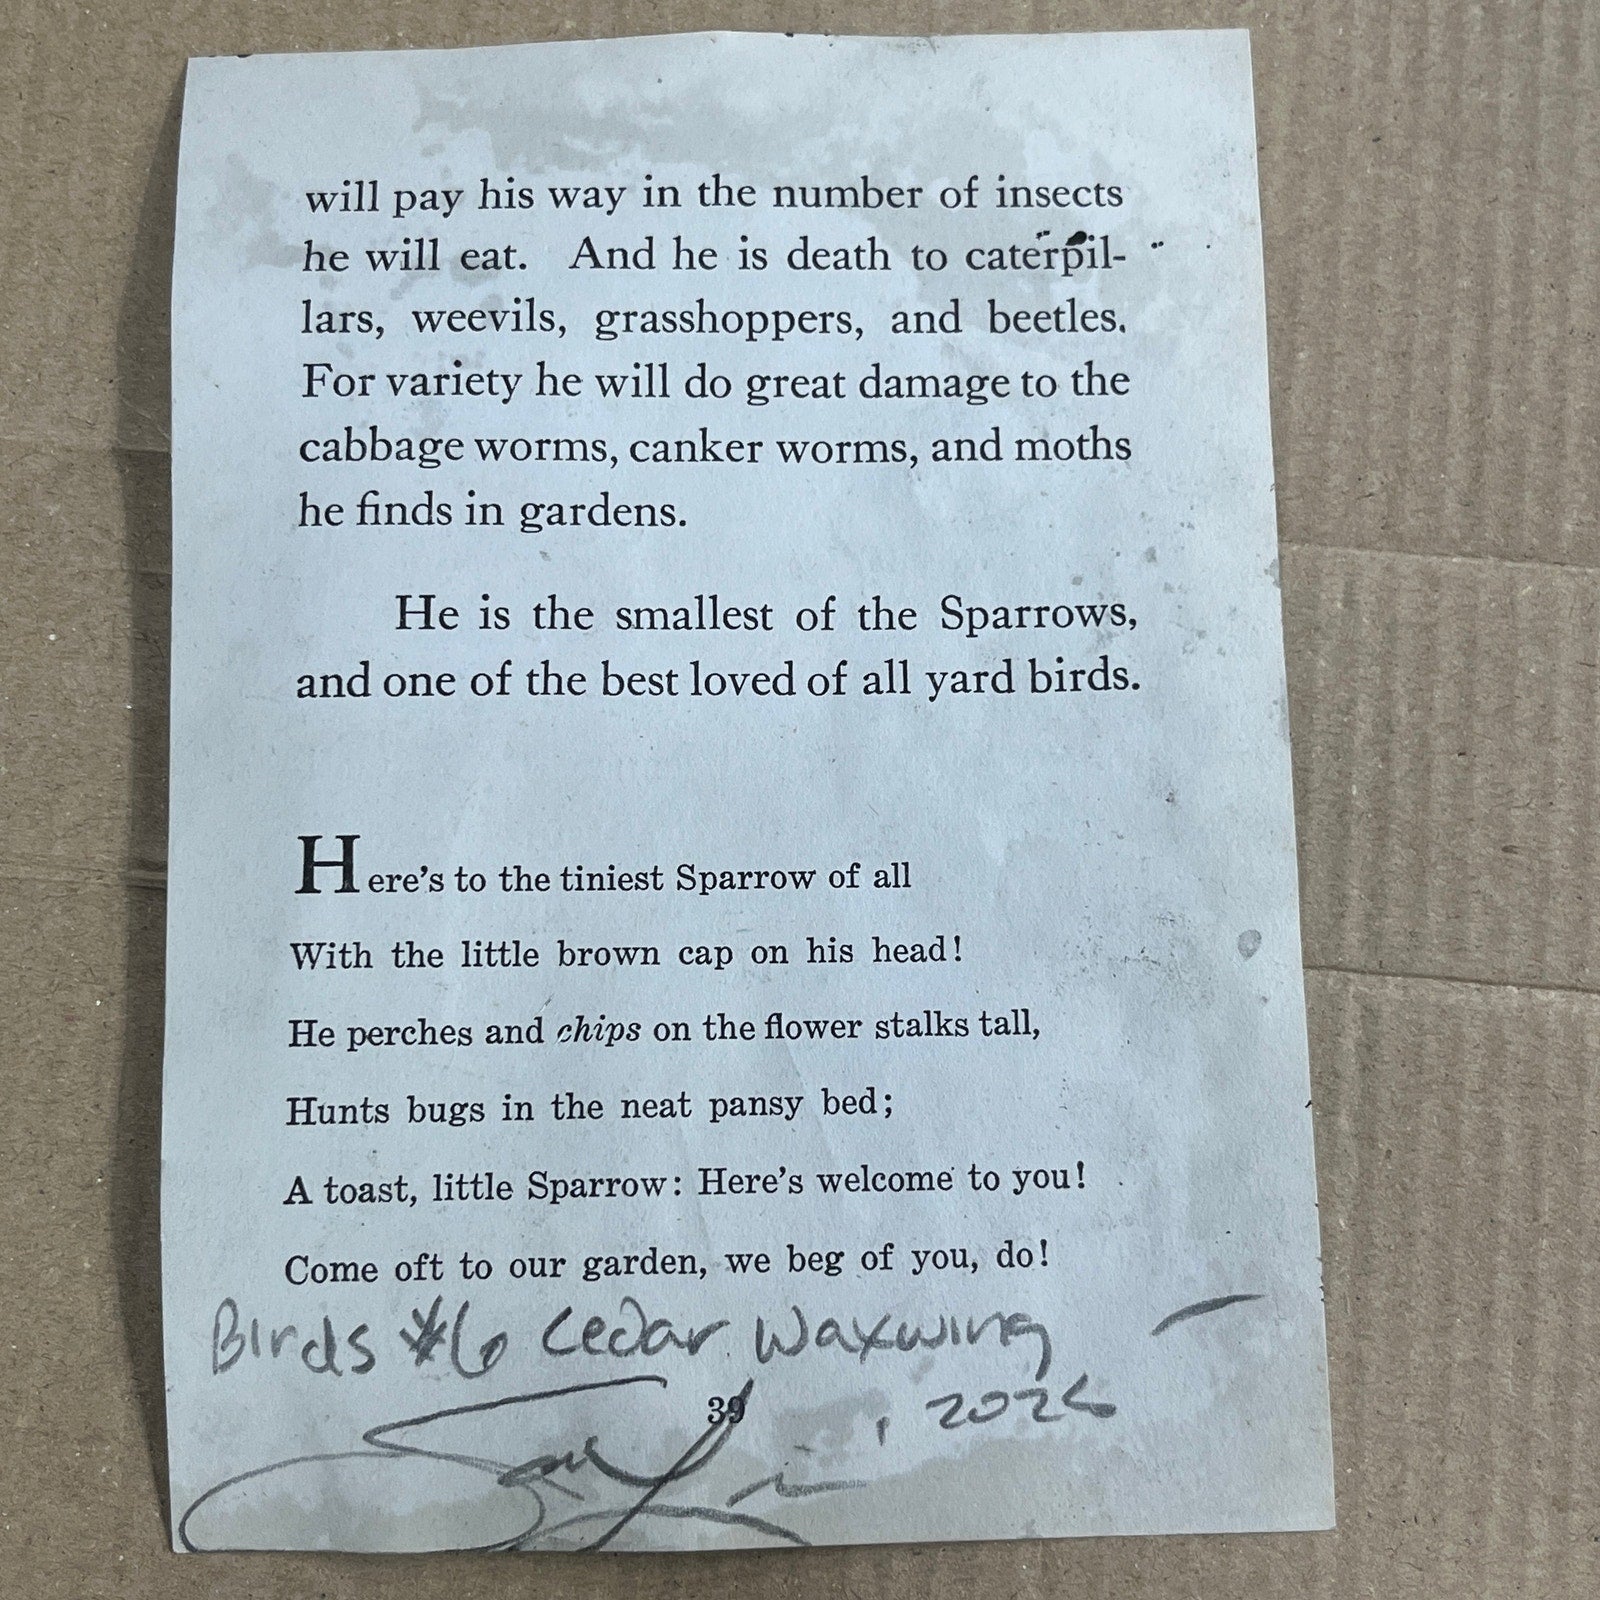 will pay his way in the number of insects
he will eat. And he is death to caterpil-
lars, weevils, grasshoppers, and beetles.
For variety he will do great damage to the
cabbage worms, canker worms, and moths
he finds in gardens.
He is the smallest of the Sparrows,
and one of the best loved of all yard birds.
Here's to the tiniest Sparrow of all
With the little brown cap on his head!
He perches and chips on the flower stalks tall,
Hunts bugs in the neat pansy bed;
A toast, little Sparrow: Here's welcome to you!
Come oft to our garden, we beg of you, do!
Birds #6 Cedar Waxwing —
39
, 2026